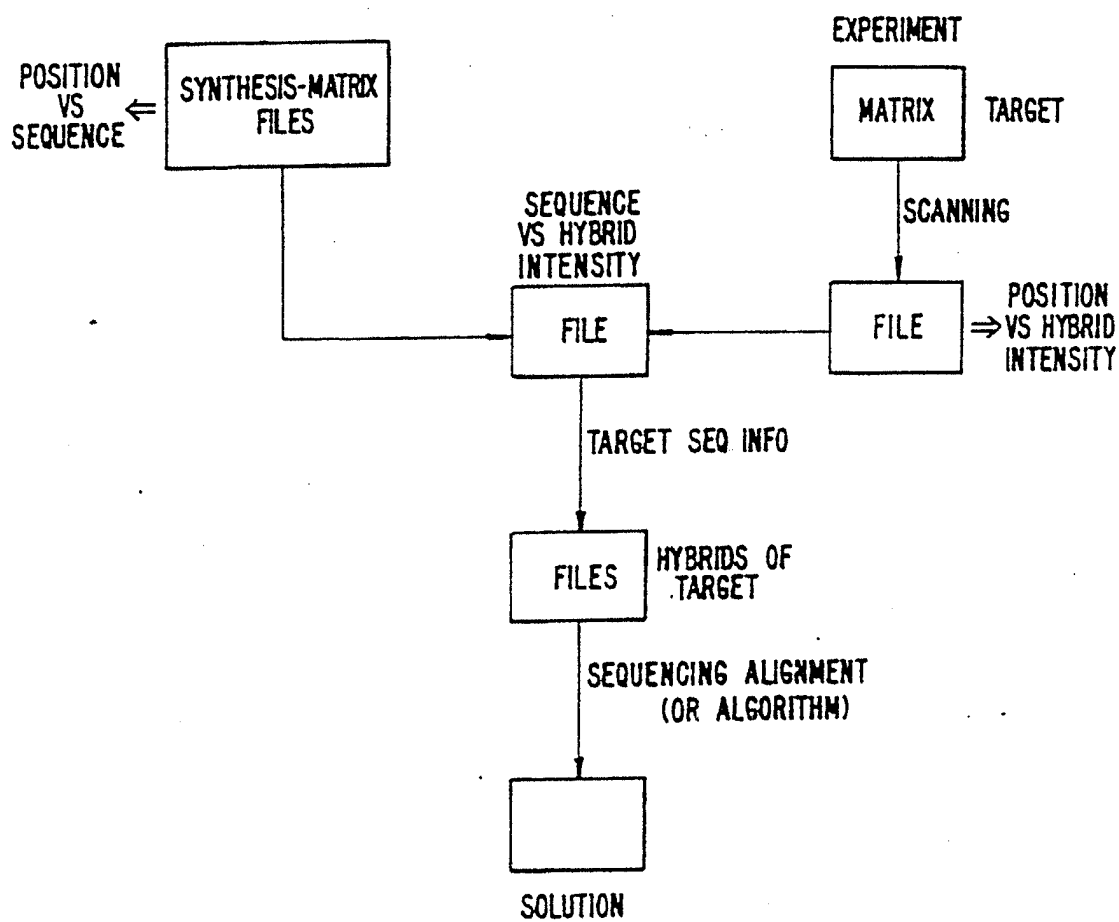 EXPERIMENT
POSITION
VS
SEQUENCE
⇐
SYNTHESIS-MATRIX
FILES
MATRIX
TARGET
SCANNING
SEQUENCE
VS HYBRID
INTENSITY
FILE
FILE
⇒
POSITION
VS HYBRID
INTENSITY
TARGET SEQ INFO
FILES
HYBRIDS OF
TARGET
SEQUENCING ALIGNMENT
(OR ALGORITHM)
SOLUTION